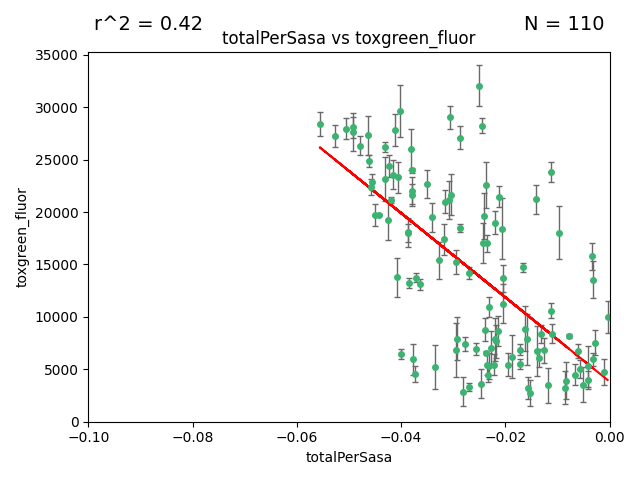 r^2 = 0.42
N = 110
totalPerSasa vs toxgreen_fluor
35000
30000
25000
20000
15000
10000
5000
0
toxgreen_fluor
−0.10
−0.08
−0.06
−0.04
−0.02
0.00
totalPerSasa